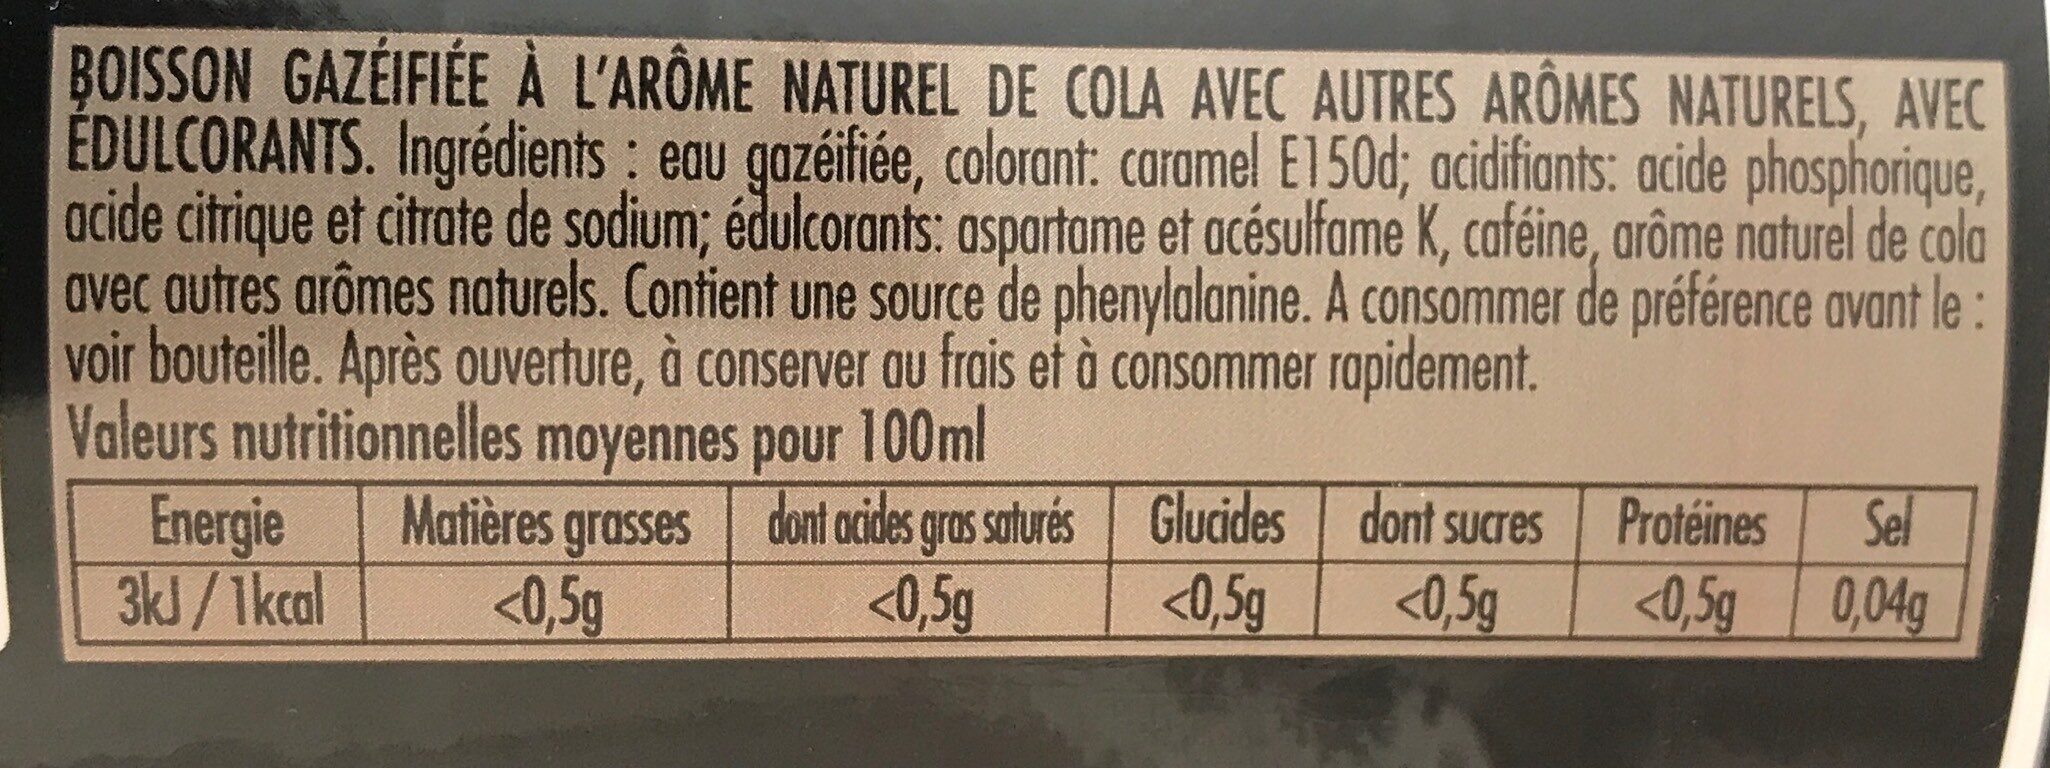 BOISSON GAZÉIFIÉE À L'ARÔME NATUREL DE COLA AVEC AUTRES ARÔMES NATURELS, AVEC
ÉDULCORANTS. Ingrédients : eau gazéifiée, colorant: caramel E150d; acidifiants: acide phosphorique,
acide citrique et citrate de sodium; édulcorants: aspartame et acésulfame K, caféine, arôme naturel de cola
avec autres arômes naturels. Contient une source de phenylalanine. A consommer de préférence avant le :
voir bouteille. Après ouverture, à conserver au frais et à consommer rapidement.
Valeurs nutritionnelles moyennes pour 100ml
Energie Matières grasses dont acides gras saturés Glucides dont sucres Protéines Sel
3kJ / 1kcal <0,5g <0,5g <0,5g <0,5g <0,5g 0,04g